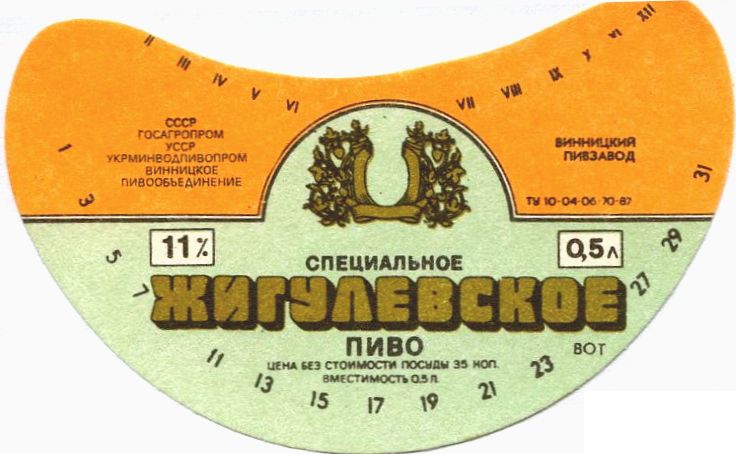 II III IV V VI VII VIII IX X XI XII
СССР
ГОСАГРОПРОМ
УССР
УКРМИНВОДПИВОПРОМ
ВИННИЦКОЕ
ПИВООБЪЕДИНЕНИЕ
ВИННИЦКИЙ
ПИВЗАВОД
ТУ 10-04-06-70-87
11%
0,5 л
СПЕЦИАЛЬНОЕ
ЖИГУЛЕВСКОЕ
ПИВО
ЦЕНА БЕЗ СТОИМОСТИ ПОСУДЫ 35 КОП.
ВМЕСТИМОСТЬ 0,5 Л.
ВОТ
1 3 5 7 11 13 15 17 19 21 23 27 29 31